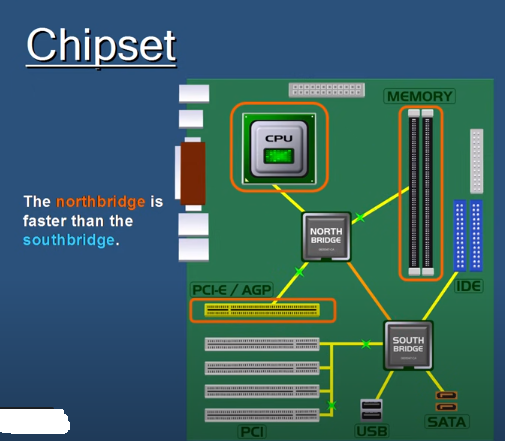 Chipset
MEMORY
CPU
The northbridge is
faster than the
southbridge.
NORTH
BRIDGE
PCI-E / AGP
IDE
SOUTH
BRIDGE
SATA
PCI
USB